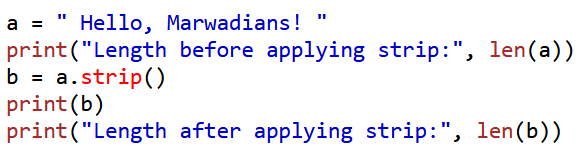 a = " Hello, Marwadians! "
print("Length before applying strip:", len(a))
b = a.strip()
print(b)
print("Length after applying strip:", len(b))